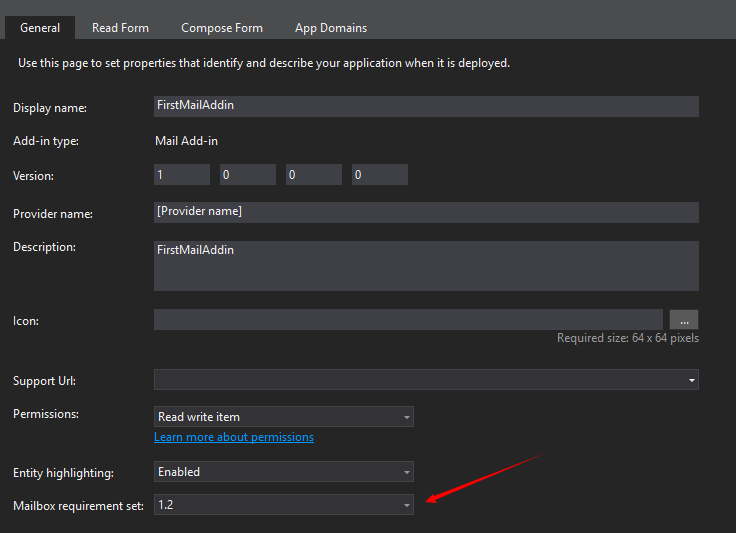 General Read Form Compose Form App Domains
Use this page to set properties that identify and describe your application when it is deployed.
Display name: FirstMailAddin
Add-in type: Mail Add-in
Version: 1 0 0 0
Provider name: [Provider name]
Description: FirstMailAddin
Icon: ...
Required size: 64 x 64 pixels
Support Url:
Permissions: Read write item
Learn more about permissions
Entity highlighting: Enabled
Mailbox requirement set: 1.2